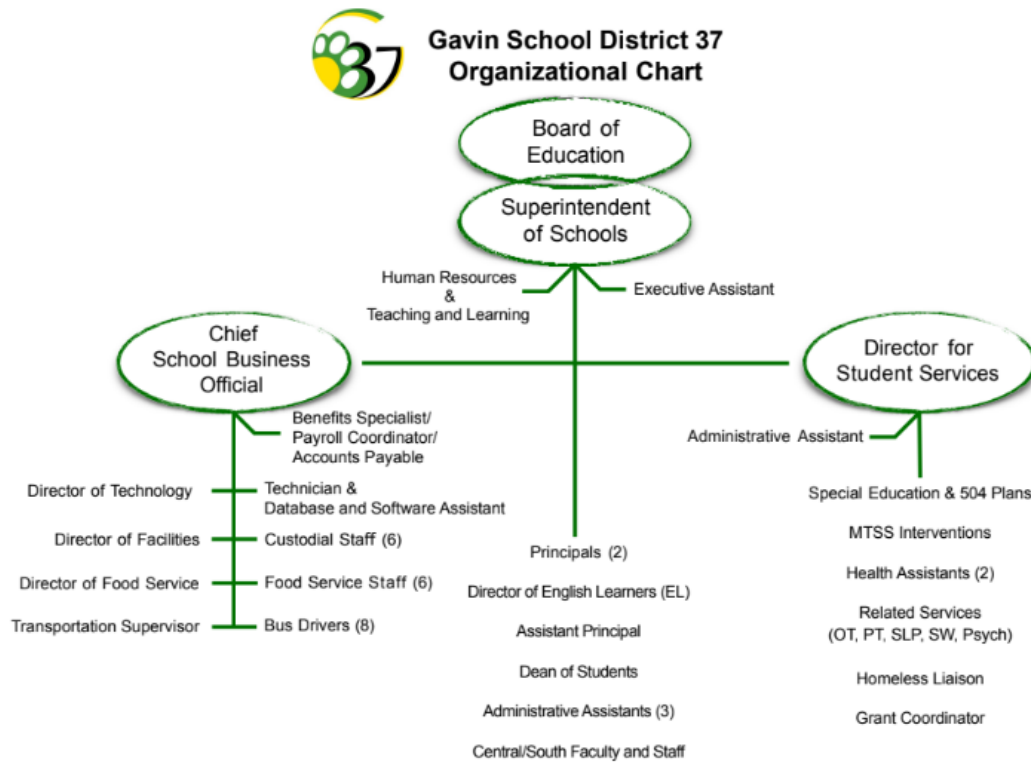 37
Gavin School District 37
Organizational Chart
Board of
Education
Superintendent
of Schools
Human Resources
&
Teaching and Learning
Executive Assistant
Chief
School Business
Official
Director for
Student Services
Benefits Specialist/
Payroll Coordinator/
Accounts Payable
Administrative Assistant
Director of Technology
Technician &
Database and Software Assistant
Director of Facilities
Custodial Staff (6)
Director of Food Service
Food Service Staff (6)
Transportation Supervisor
Bus Drivers (8)
Principals (2)
Director of English Learners (EL)
Assistant Principal
Dean of Students
Administrative Assistants (3)
Central/South Faculty and Staff
Special Education & 504 Plans
MTSS Interventions
Health Assistants (2)
Related Services
(OT, PT, SLP, SW, Psych)
Homeless Liaison
Grant Coordinator